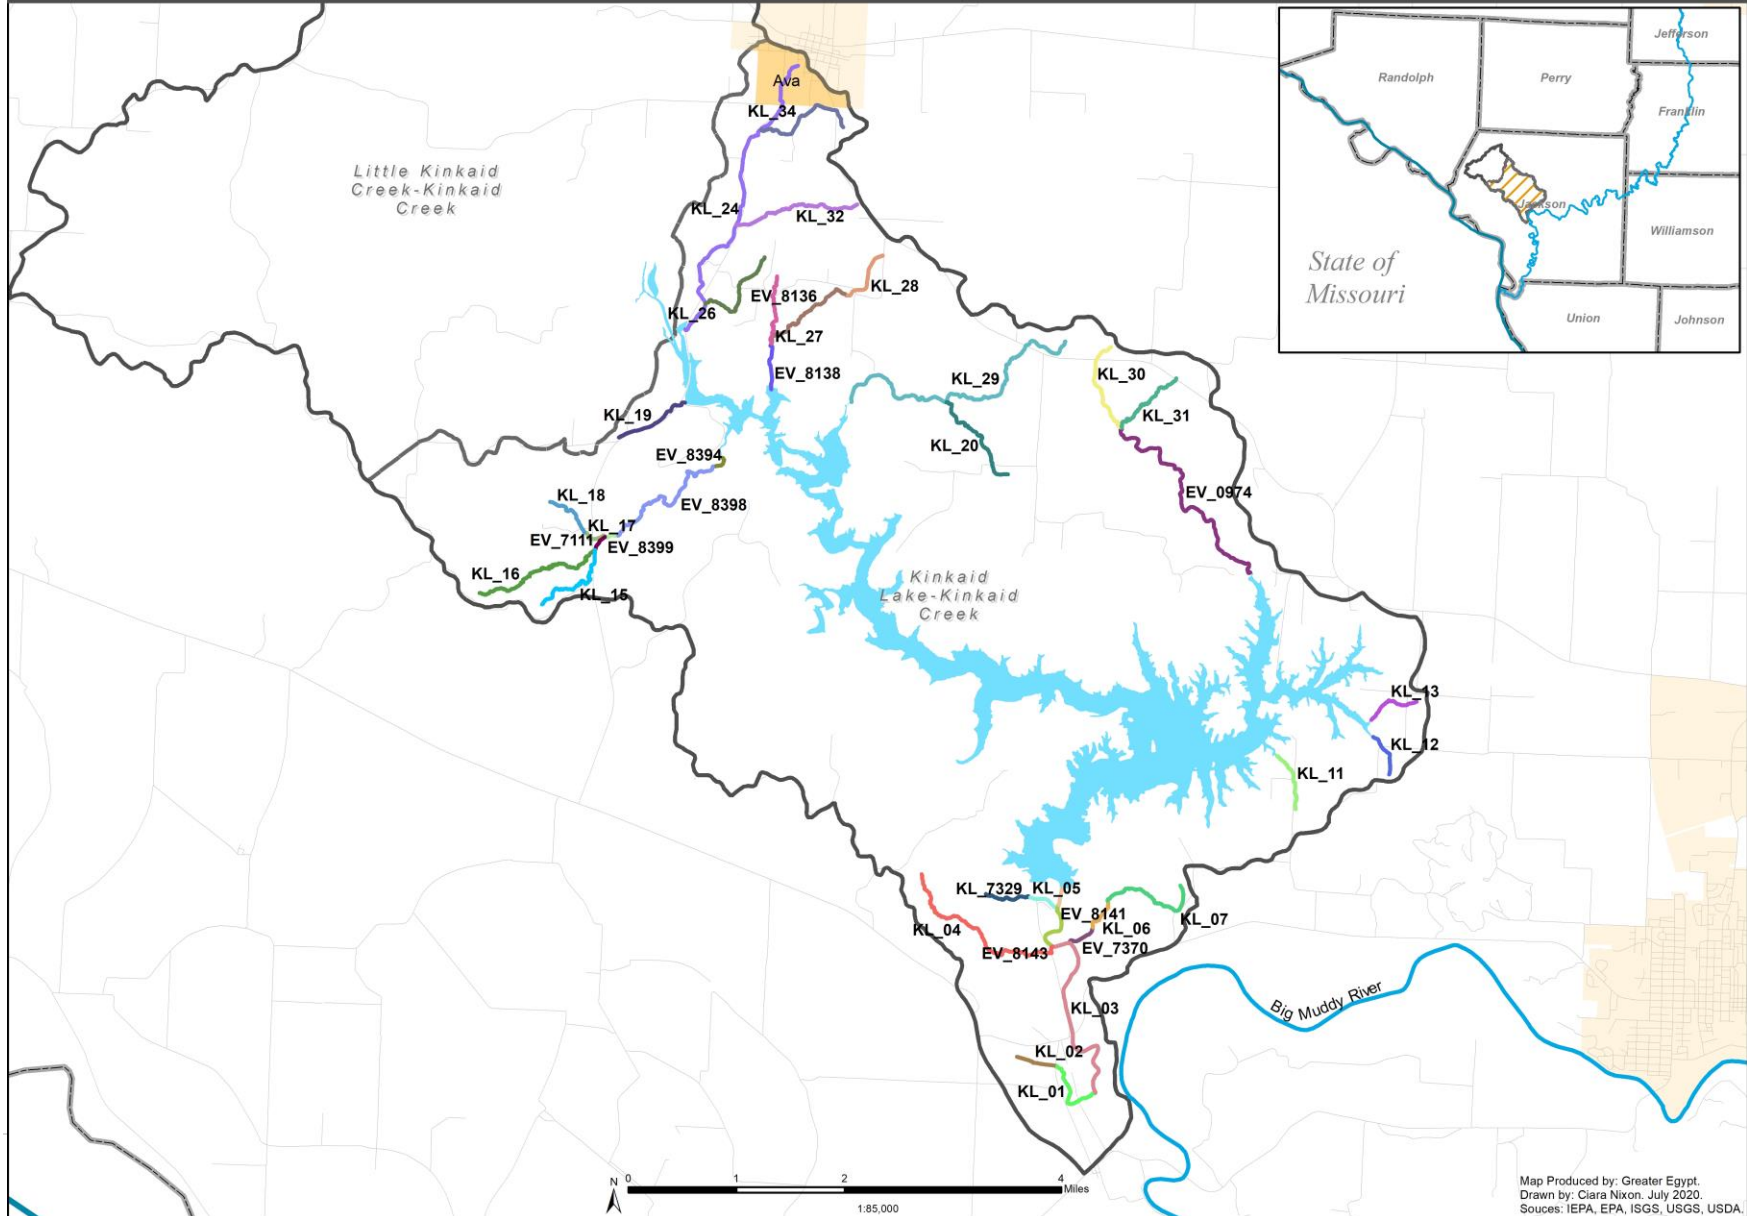 Ava
KL_34
Little Kinkaid
Creek-Kinkaid
Creek
KL_24
KL_32
EV_8136
KL_28
KL_26
KL_27
EV_8138
KL_29
KL_30
KL_31
KL_19
KL_20
EV_8394
EV_0974
KL_18
EV_8398
KL_17
EV_7111
EV_8399
KL_16
KL_15
Kinkaid
Lake-Kinkaid
Creek
KL_13
KL_12
KL_11
KL_7329
KL_05
EV_8141
KL_07
KL_04
KL_06
EV_8143
EV_7370
KL_03
Big Muddy River
KL_02
KL_01
Jefferson
Randolph
Perry
Franklin
Jackson
Williamson
State of
Missouri
Union
Johnson
N
0 1 2 4
Miles
1:85,000
Map Produced by: Greater Egypt.
Drawn by: Ciara Nixon. July 2020.
Souces: IEPA, EPA, ISGS, USGS, USDA.